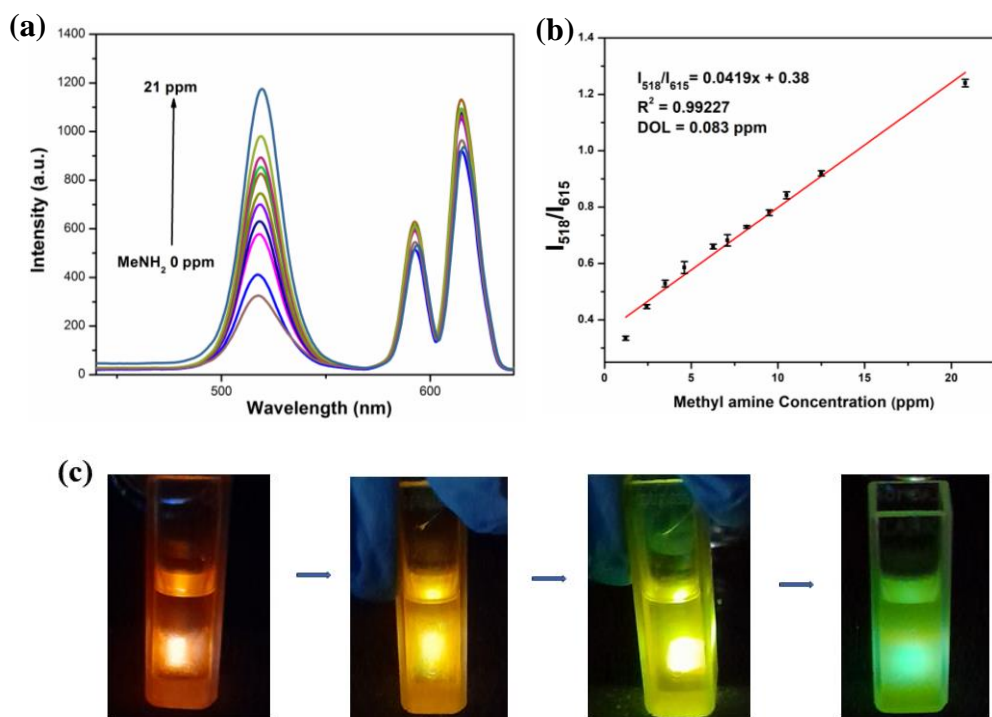 (a)
1400
1200
1000
800
600
400
200
0
21 ppm
MeNH₂ 0 ppm
Intensity (a.u.)
500
600
Wavelength (nm)
(b)
1.4
1.2
1.0
0.8
0.6
0.4
I₅₁₈/I₆₁₅ = 0.0419x + 0.38
R² = 0.99227
DOL = 0.083 ppm
I₅₁₈/I₆₁₅
0
5
10
15
20
Methyl amine Concentration (ppm)
(c)